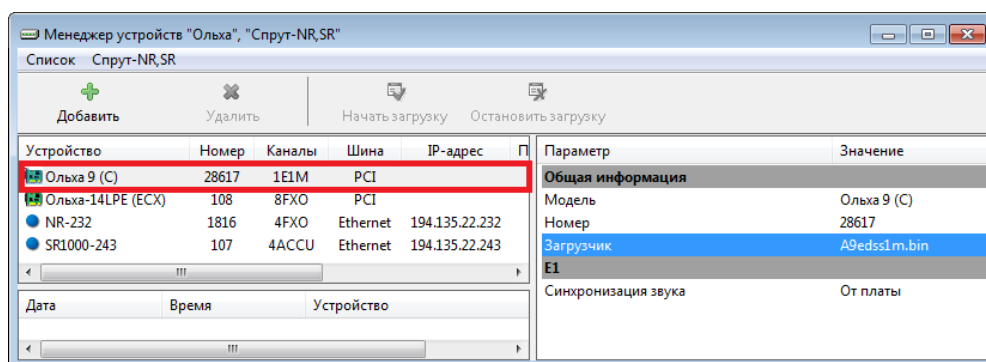 Менеджер устройств "Ольха", "Спрут-NR,SR"
Список Спрут-NR,SR
Добавить Удалить Начать загрузку Остановить загрузку
Устройство Номер Каналы Шина IP-адрес П
Ольха 9 (C) 28617 1E1M PCI
Ольха-14LPE (ECX) 108 8FXO PCI
NR-232 1816 4FXO Ethernet 194.135.22.232
SR1000-243 107 4ACCU Ethernet 194.135.22.243
Дата Время Устройство
Параметр Значение
Общая информация
Модель Ольха 9 (C)
Номер 28617
Загрузчик A9edss1m.bin
E1
Синхронизация звука От платы